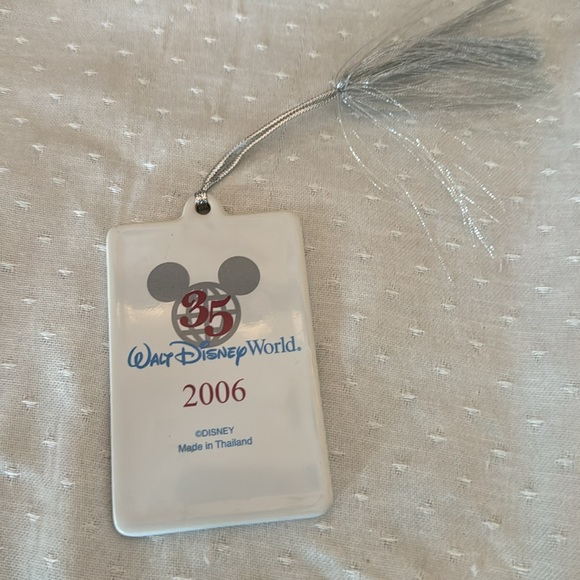 35
Walt Disney World®
2006
©DISNEY
Made in Thailand